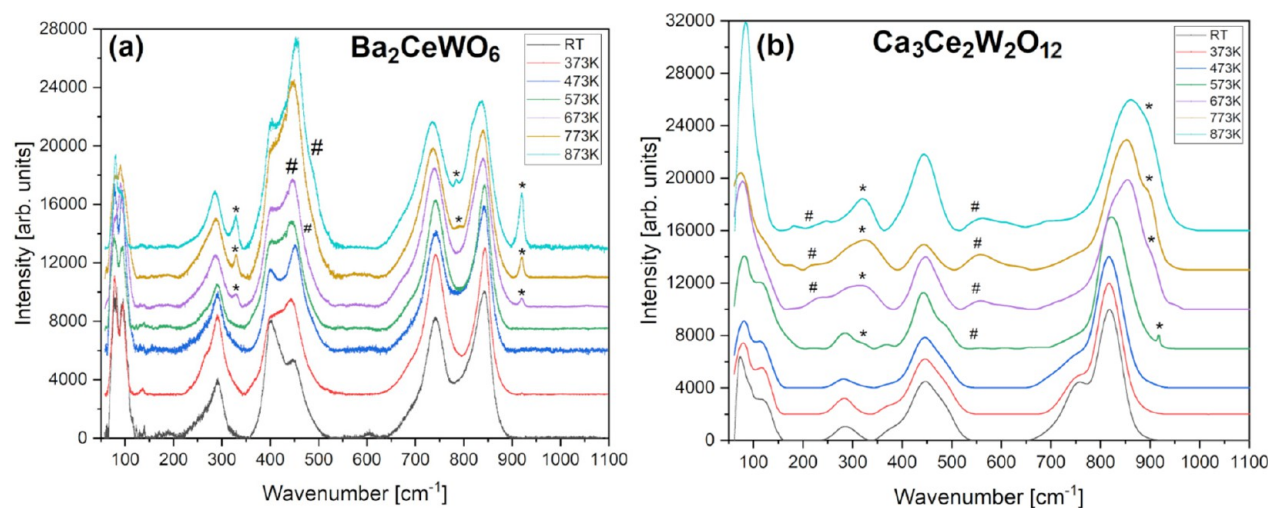 (a)
Ba₂CeWO₆
28000
24000
20000
16000
12000
8000
4000
0
Intensity [arb. units]
RT
373K
473K
573K
673K
773K
873K
#
#
#
*
*
*
*
*
*
*
*
100 200 300 400 500 600 700 800 900 1000 1100
Wavenumber [cm⁻¹]
(b)
Ca₃Ce₂W₂O₁₂
32000
28000
24000
20000
16000
12000
8000
4000
0
Intensity [arb. units]
RT
373K
473K
573K
673K
773K
873K
# * # *
# * # *
# * # *
* # *
100 200 300 400 500 600 700 800 900 1000 1100
Wavenumber [cm⁻¹]